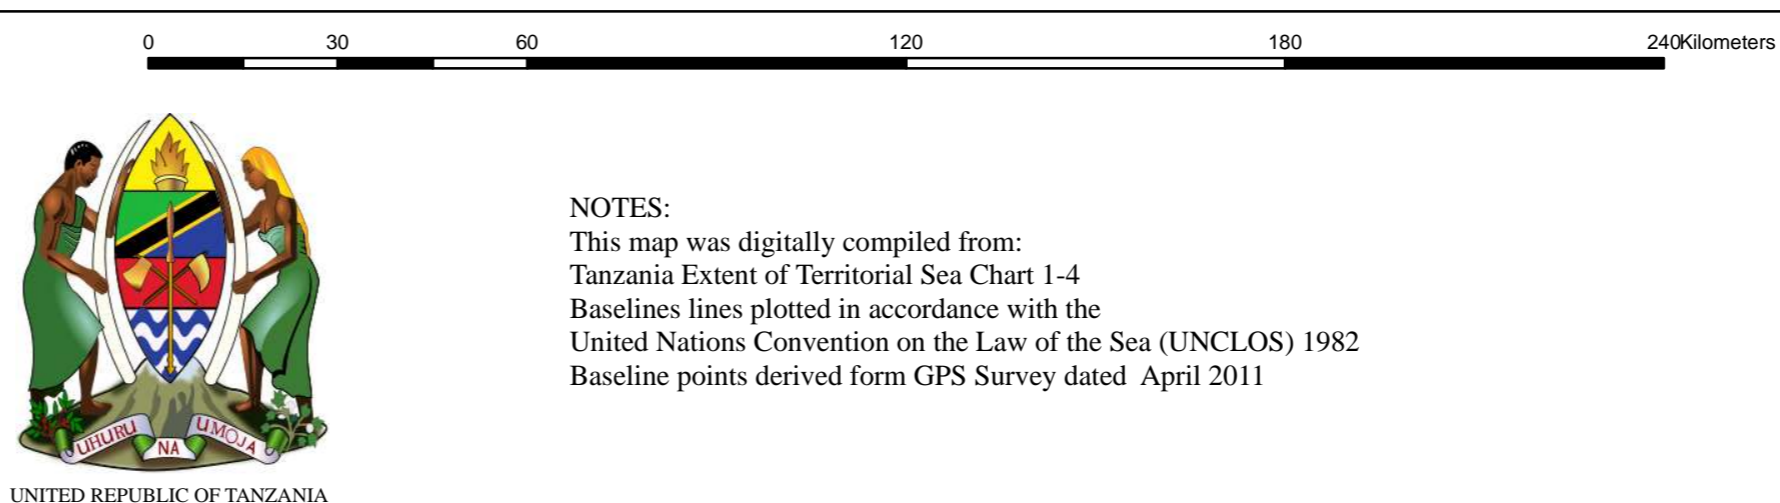 0 30 60 120 180 240Kilometers
NOTES:
This map was digitally compiled from:
Tanzania Extent of Territorial Sea Chart 1-4
Baselines lines plotted in accordance with the
United Nations Convention on the Law of the Sea (UNCLOS) 1982
Baseline points derived form GPS Survey dated April 2011
UHURU NA UMOJA
UNITED REPUBLIC OF TANZANIA